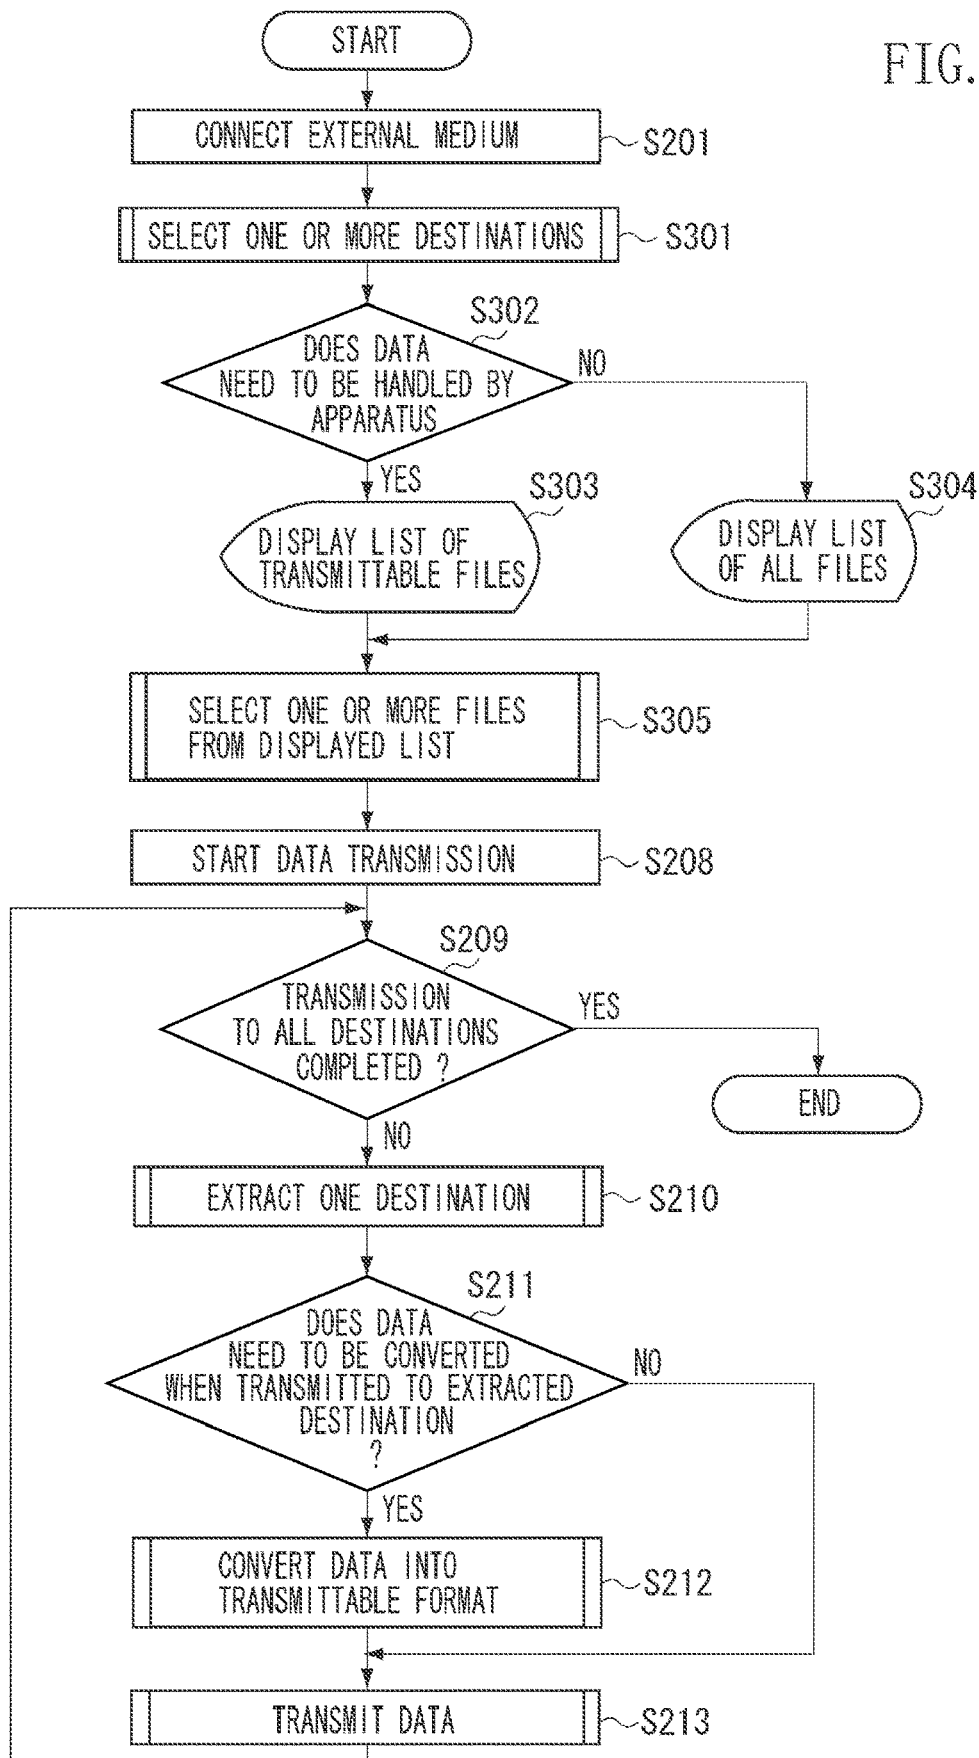 FIG.
START
CONNECT EXTERNAL MEDIUM
S201
SELECT ONE OR MORE DESTINATIONS
S301
S302
DOES DATA
NEED TO BE HANDLED BY
APPARATUS
NO
YES
S303
DISPLAY LIST OF
TRANSMITTABLE FILES
S304
DISPLAY LIST
OF ALL FILES
SELECT ONE OR MORE FILES
FROM DISPLAYED LIST
S305
START DATA TRANSMISSION
S208
S209
TRANSMISSION
TO ALL DESTINATIONS
COMPLETED ?
YES
END
NO
EXTRACT ONE DESTINATION
S210
S211
DOES DATA
NEED TO BE CONVERTED
WHEN TRANSMITTED TO EXTRACTED
DESTINATION
?
NO
YES
CONVERT DATA INTO
TRANSMITTABLE FORMAT
S212
TRANSMIT DATA
S213